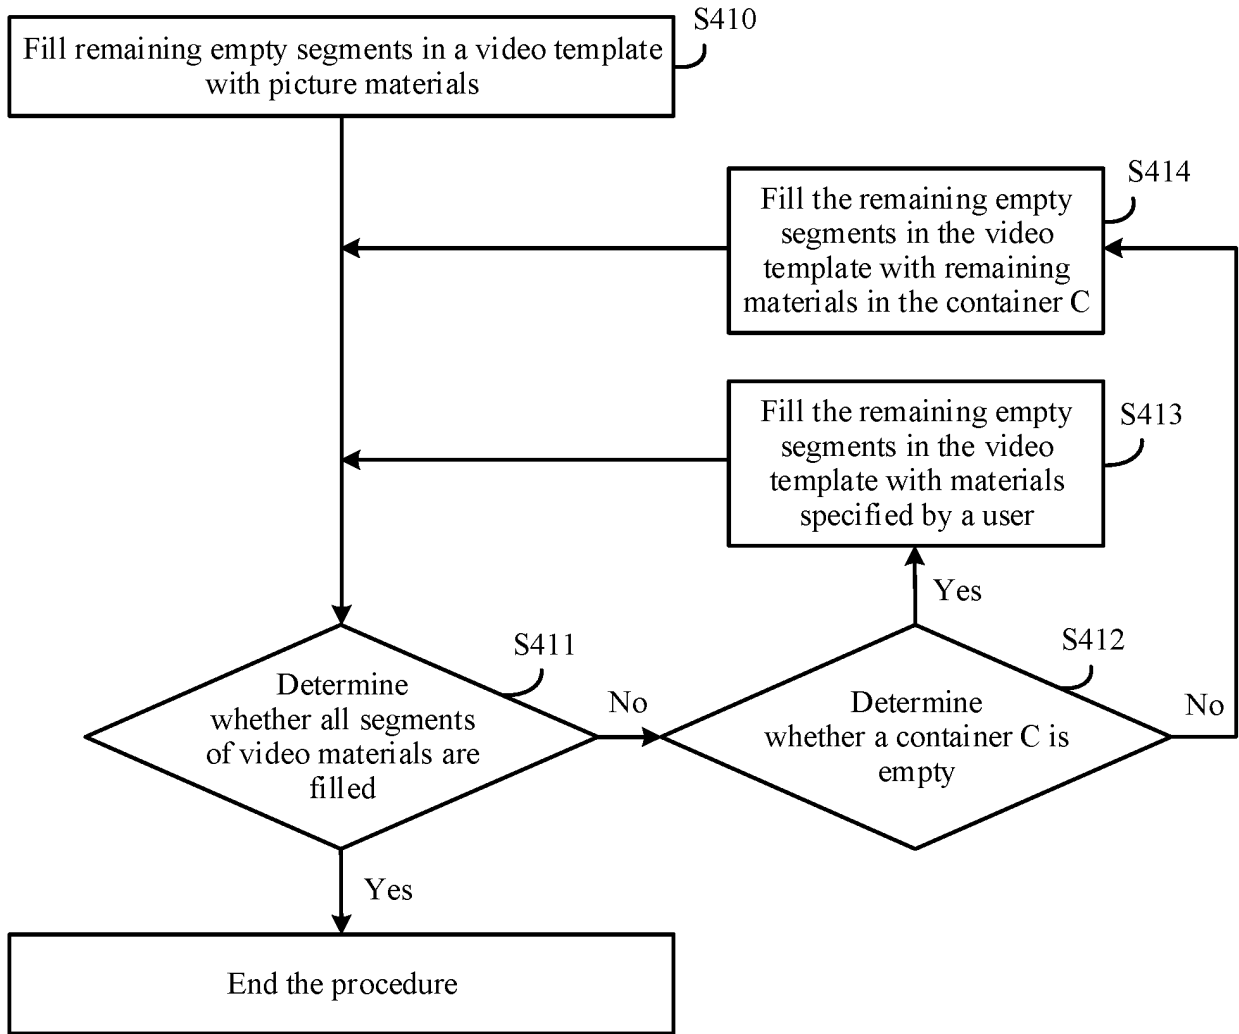 S410
Fill remaining empty segments in a video template
with picture materials
S414
Fill the remaining empty
segments in the video
template with remaining
materials in the container C
S413
Fill the remaining empty
segments in the video
template with materials
specified by a user
Yes
S411
Determine
whether all segments
of video materials are
filled
No
S412
Determine
whether a container C is
empty
No
Yes
End the procedure